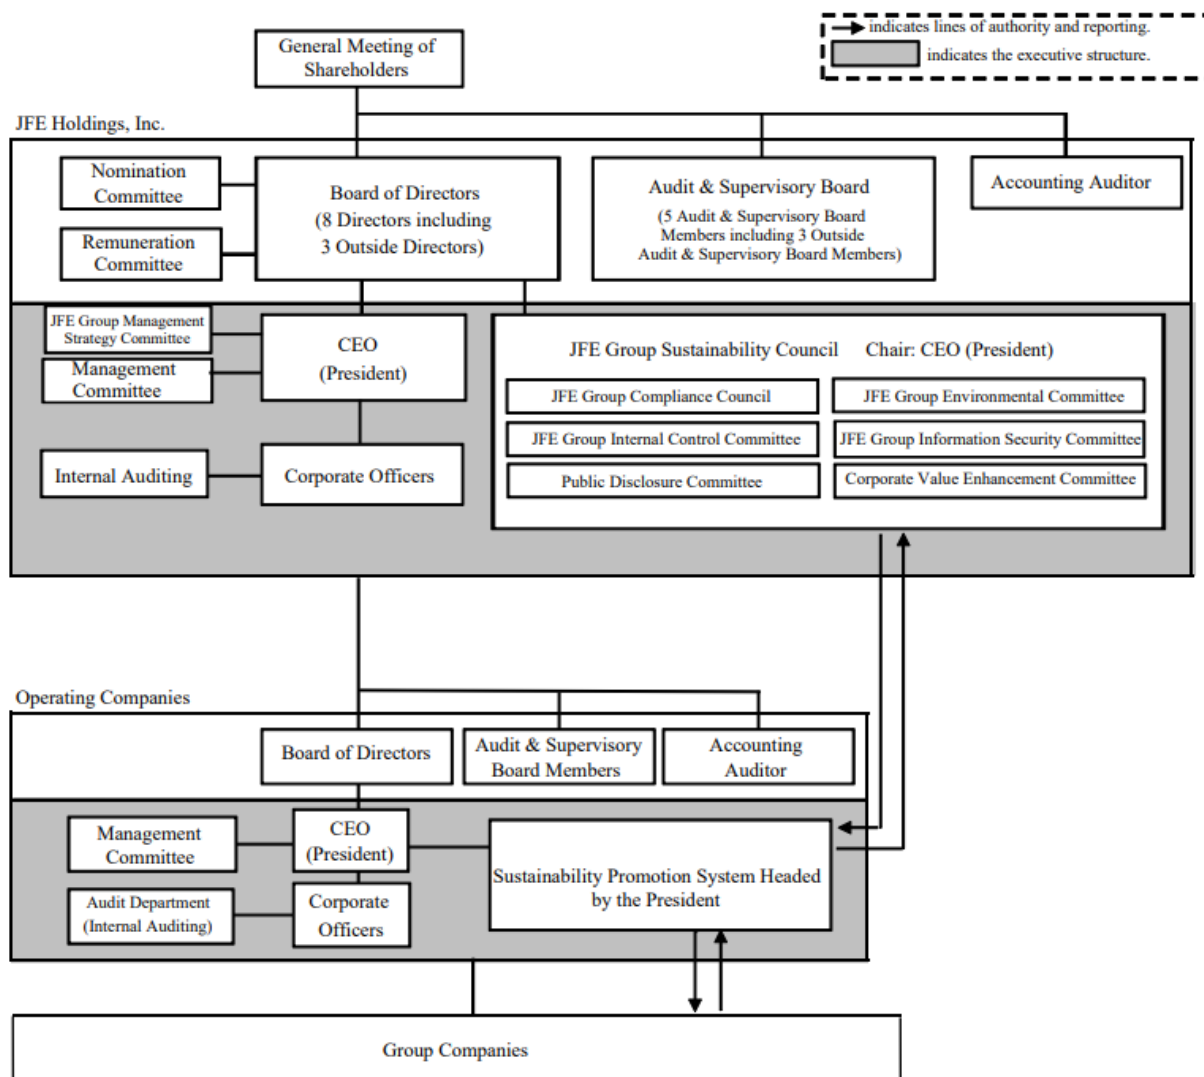 indicates lines of authority and reporting.
indicates the executive structure.
General Meeting of
Shareholders
JFE Holdings, Inc.
Nomination
Committee
Remuneration
Committee
Board of Directors
(8 Directors including
3 Outside Directors)
Audit & Supervisory Board
(5 Audit & Supervisory Board
Members including 3 Outside
Audit & Supervisory Board Members)
Accounting Auditor
JFE Group Management
Strategy Committee
Management
Committee
CEO
(President)
Internal Auditing
Corporate Officers
JFE Group Sustainability Council Chair: CEO (President)
JFE Group Compliance Council
JFE Group Environmental Committee
JFE Group Internal Control Committee
JFE Group Information Security Committee
Public Disclosure Committee
Corporate Value Enhancement Committee
Operating Companies
Board of Directors
Audit & Supervisory
Board Members
Accounting
Auditor
Management
Committee
CEO
(President)
Audit Department
(Internal Auditing)
Corporate
Officers
Sustainability Promotion System Headed
by the President
Group Companies